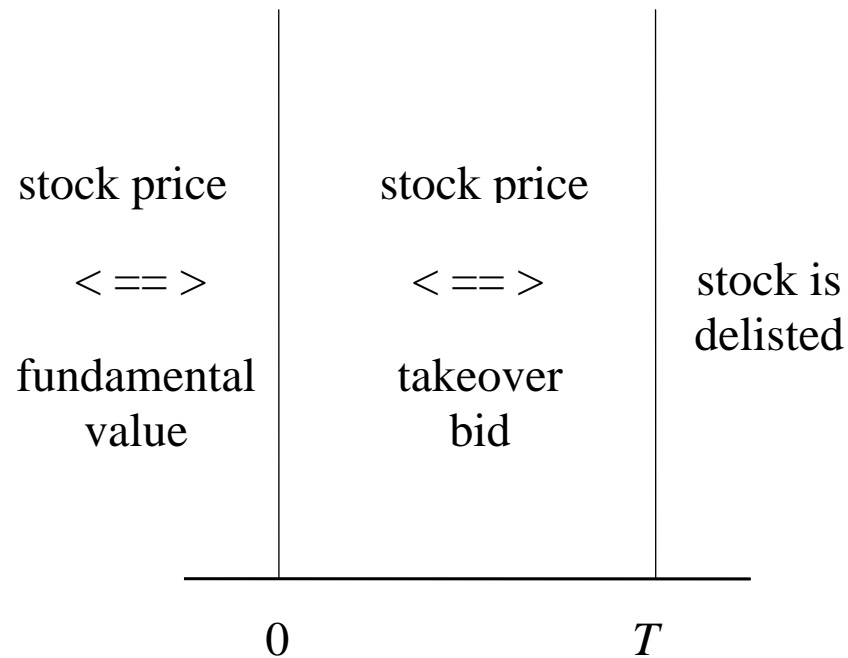 stock price
< == >
fundamental
value
stock price
< == >
takeover
bid
stock is
delisted
0
T